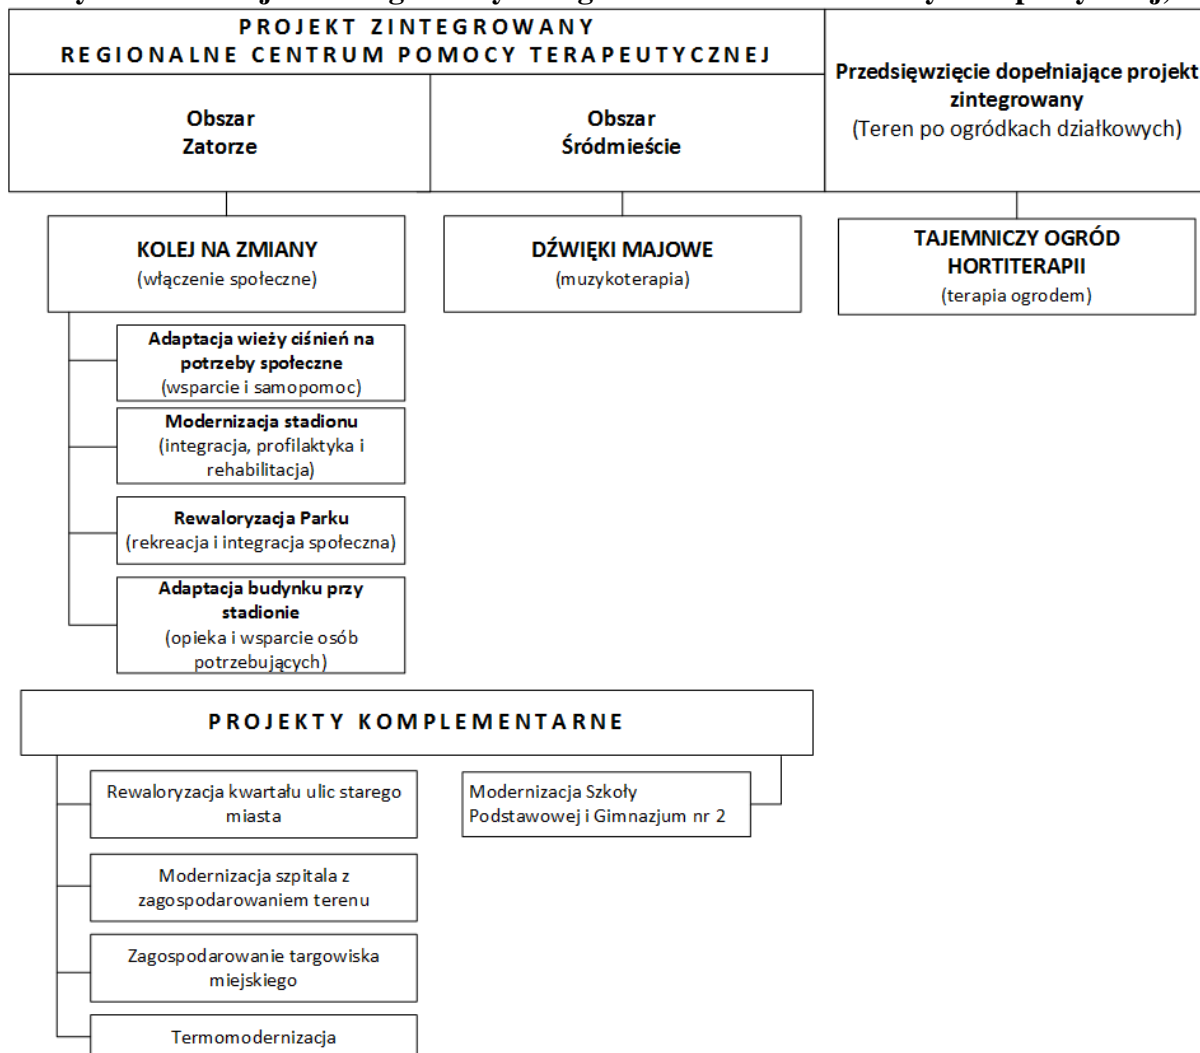 PROJEKT ZINTEGROWANY
REGIONALNE CENTRUM POMOCY TERAPEUTYCZNEJ
Przedsięwzięcie dopełniające projekt
zintegrowany
(Teren po ogródkach działkowych)
Obszar
Zatorze
Obszar
Śródmieście
KOLEJ NA ZMIANY
(włączenie społeczne)
DŹWIĘKI MAJOWE
(muzykoterapia)
TAJEMNICZY OGRÓD
HORTITERAPII
(terapia ogrodem)
Adaptacja wieży ciśnień na
potrzeby społeczne
(wsparcie i samopomoc)
Modernizacja stadionu
(integracja, profilaktyka i
rehabilitacja)
Rewaloryzacja Parku
(rekreacja i integracja społeczna)
Adaptacja budynku przy
stadionie
(opieka i wsparcie osób
potrzebujących)
PROJEKTY KOMPLEMENTARNE
Rewaloryzacja kwartału ulic starego
miasta
Modernizacja Szkoły
Podstawowej i Gimnazjum nr 2
Modernizacja szpitala z
zagospodarowaniem terenu
Zagospodarowanie targowiska
miejskiego
Termomodernizacja